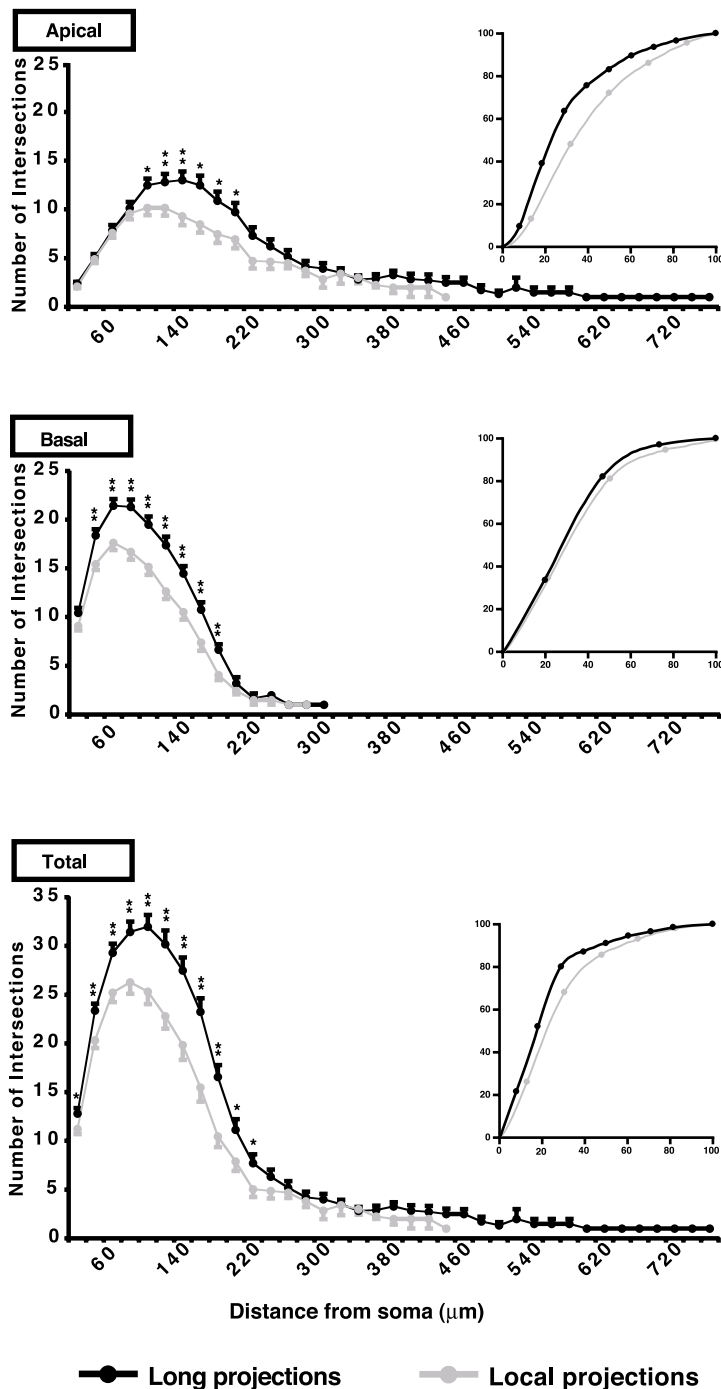 Apical
Number of Intersections
25
20
15
10
5
0
* ** ** * * *
60 140 220 300 380 460 540 620 720
100
80
60
40
20
0
0 20 40 60 80 100
Basal
Number of Intersections
25
20
15
10
5
0
** ** ** ** ** ** ** **
60 140 220 300 380 460 540 620 720
100
80
60
40
20
0
0 20 40 60 80 100
Total
Number of Intersections
35
30
25
20
15
10
5
0
* ** ** ** ** ** ** ** ** * *
60 140 220 300 380 460 540 620 720
100
80
60
40
20
0
0 20 40 60 80 100
Distance from soma (μm)
Long projections
Local projections